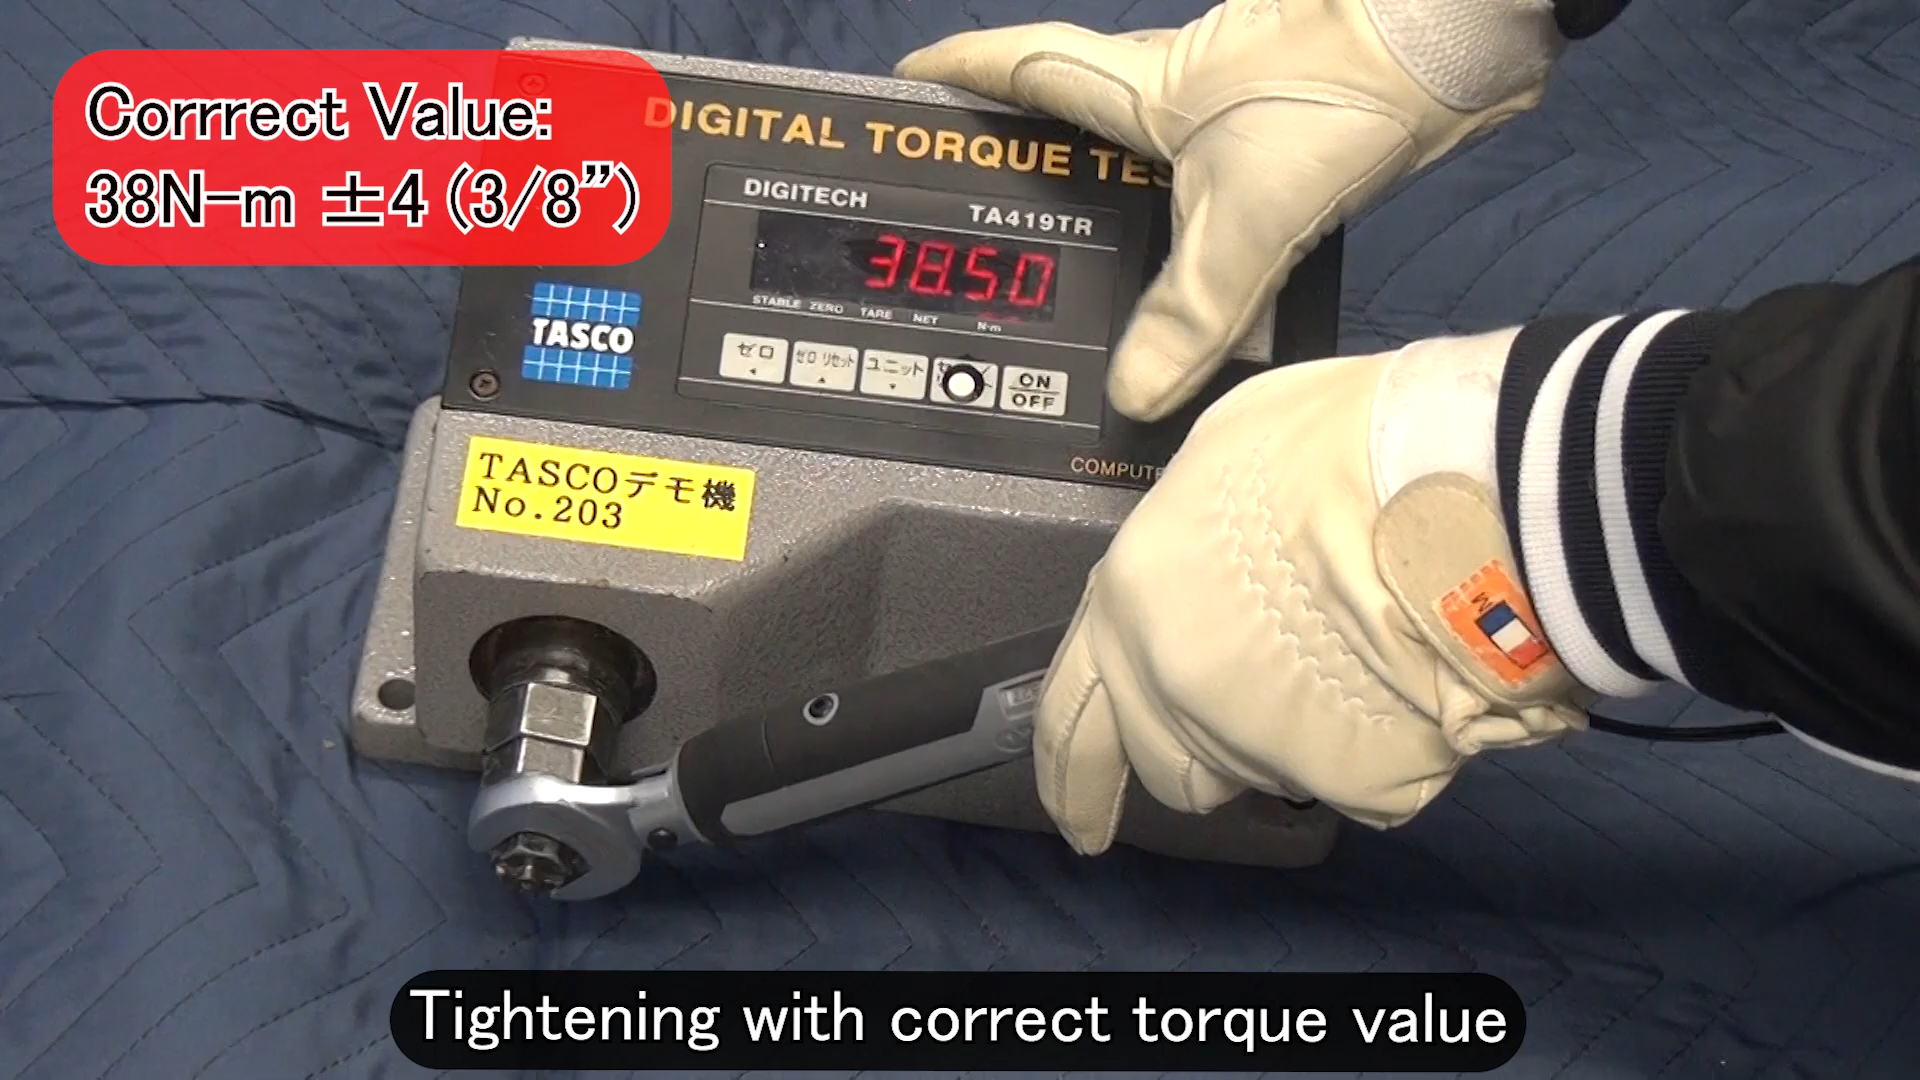 Corrrect Value:
38N-m ±4 (3/8”)
DIGITAL TORQUE TES
DIGITECH
TA419TR
38.50
STABLE ZERO TARE NET N·m
TASCO
ゼロ
ゼロ リセット
ユニット
ON
OFF
COMPUTE
TASCOデモ機
No.203
Tightening with correct torque value